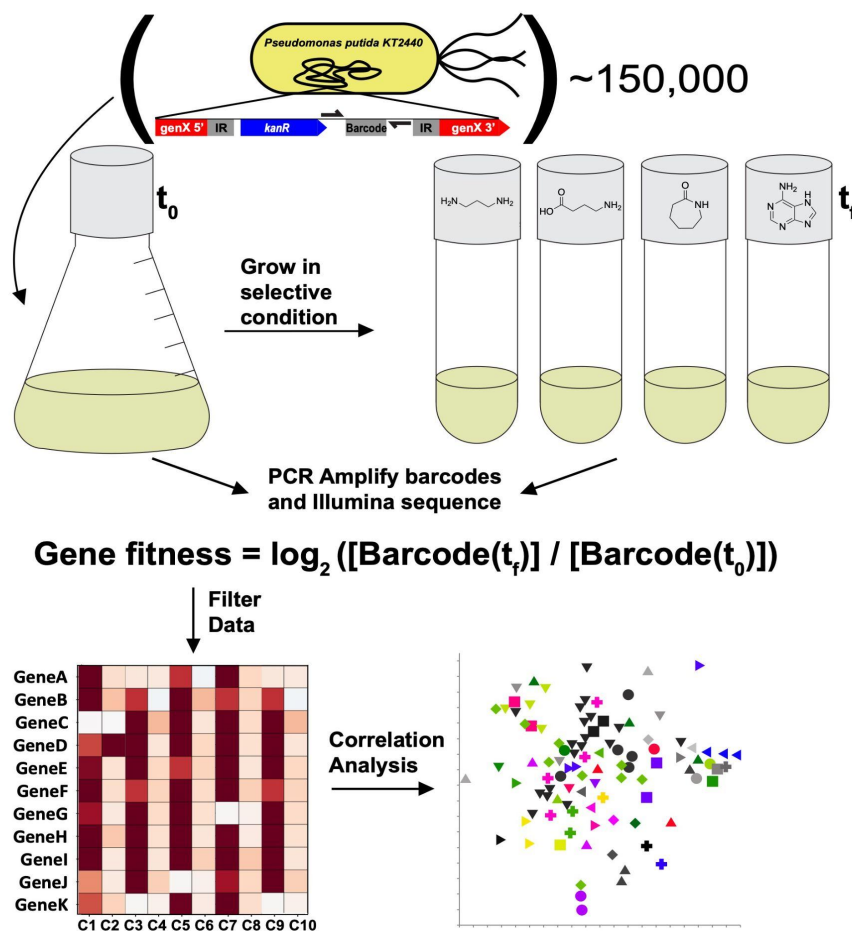 Pseudomonas putida KT2440
~150,000
genX 5' IR kanR Barcode IR genX 3'
t0
tf
H2N NH2
O HO NH2
O NH
NH2 N N N H N
Grow in
selective
condition
PCR Amplify barcodes
and Illumina sequence
Gene fitness = log2 ([Barcode(tf)] / [Barcode(t0)])
Filter
Data
GeneA
GeneB
GeneC
GeneD
GeneE
GeneF
GeneG
GeneH
GeneI
GeneJ
GeneK
C1 C2 C3 C4 C5 C6 C7 C8 C9 C10
Correlation
Analysis